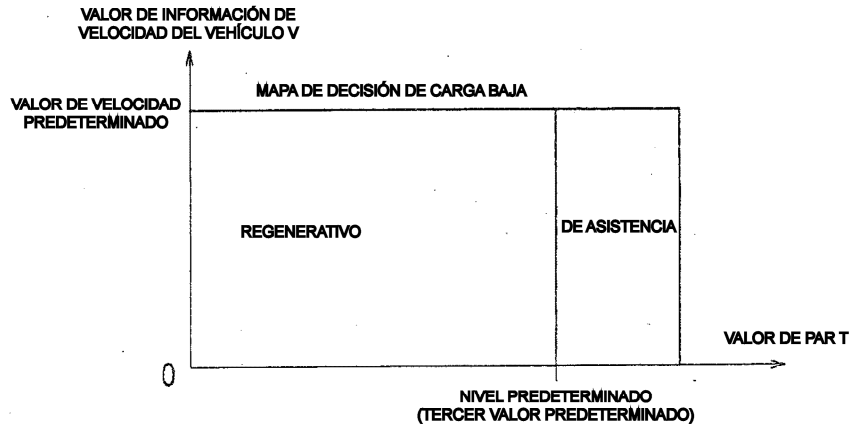 VALOR DE INFORMACIÓN DE
VELOCIDAD DEL VEHÍCULO V
MAPA DE DECISIÓN DE CARGA BAJA
VALOR DE VELOCIDAD
PREDETERMINADO
REGENERATIVO
DE ASISTENCIA
VALOR DE PAR T
0
NIVEL PREDETERMINADO
(TERCER VALOR PREDETERMINADO)